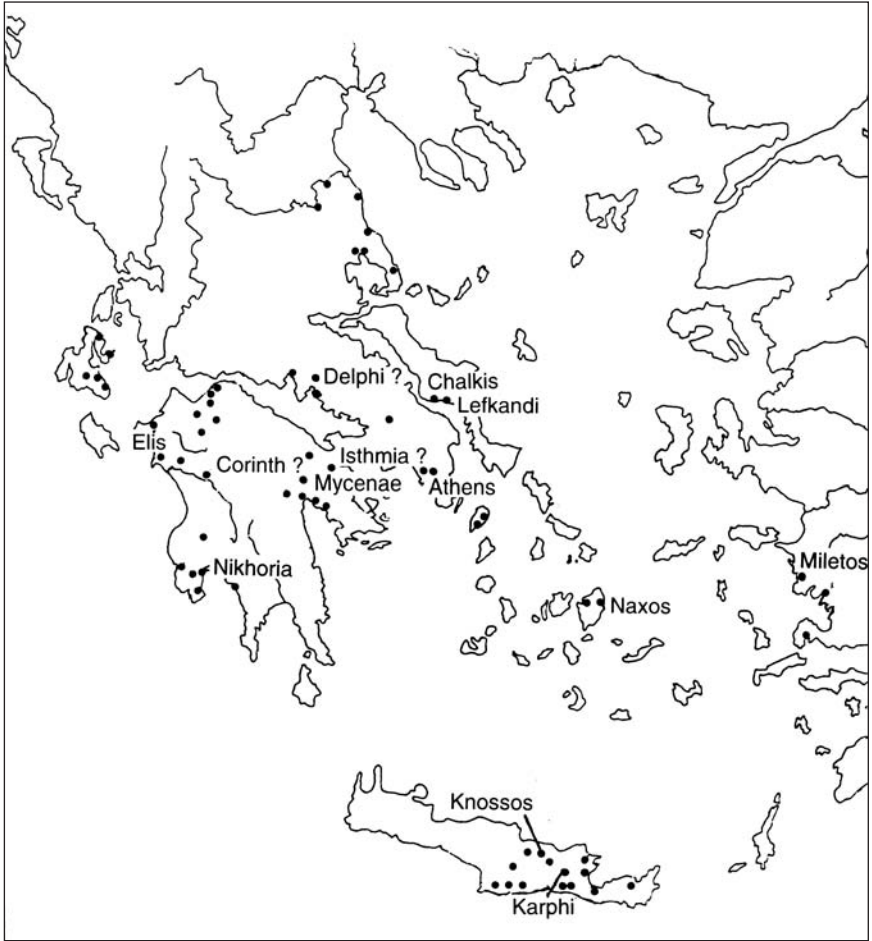 Delphi ?
Chalkis
Lefkandi
Elis
Isthmia ?
Corinth ?
Mycenae
Athens
Nikhoria
Miletos
Naxos
Knossos
Karphi